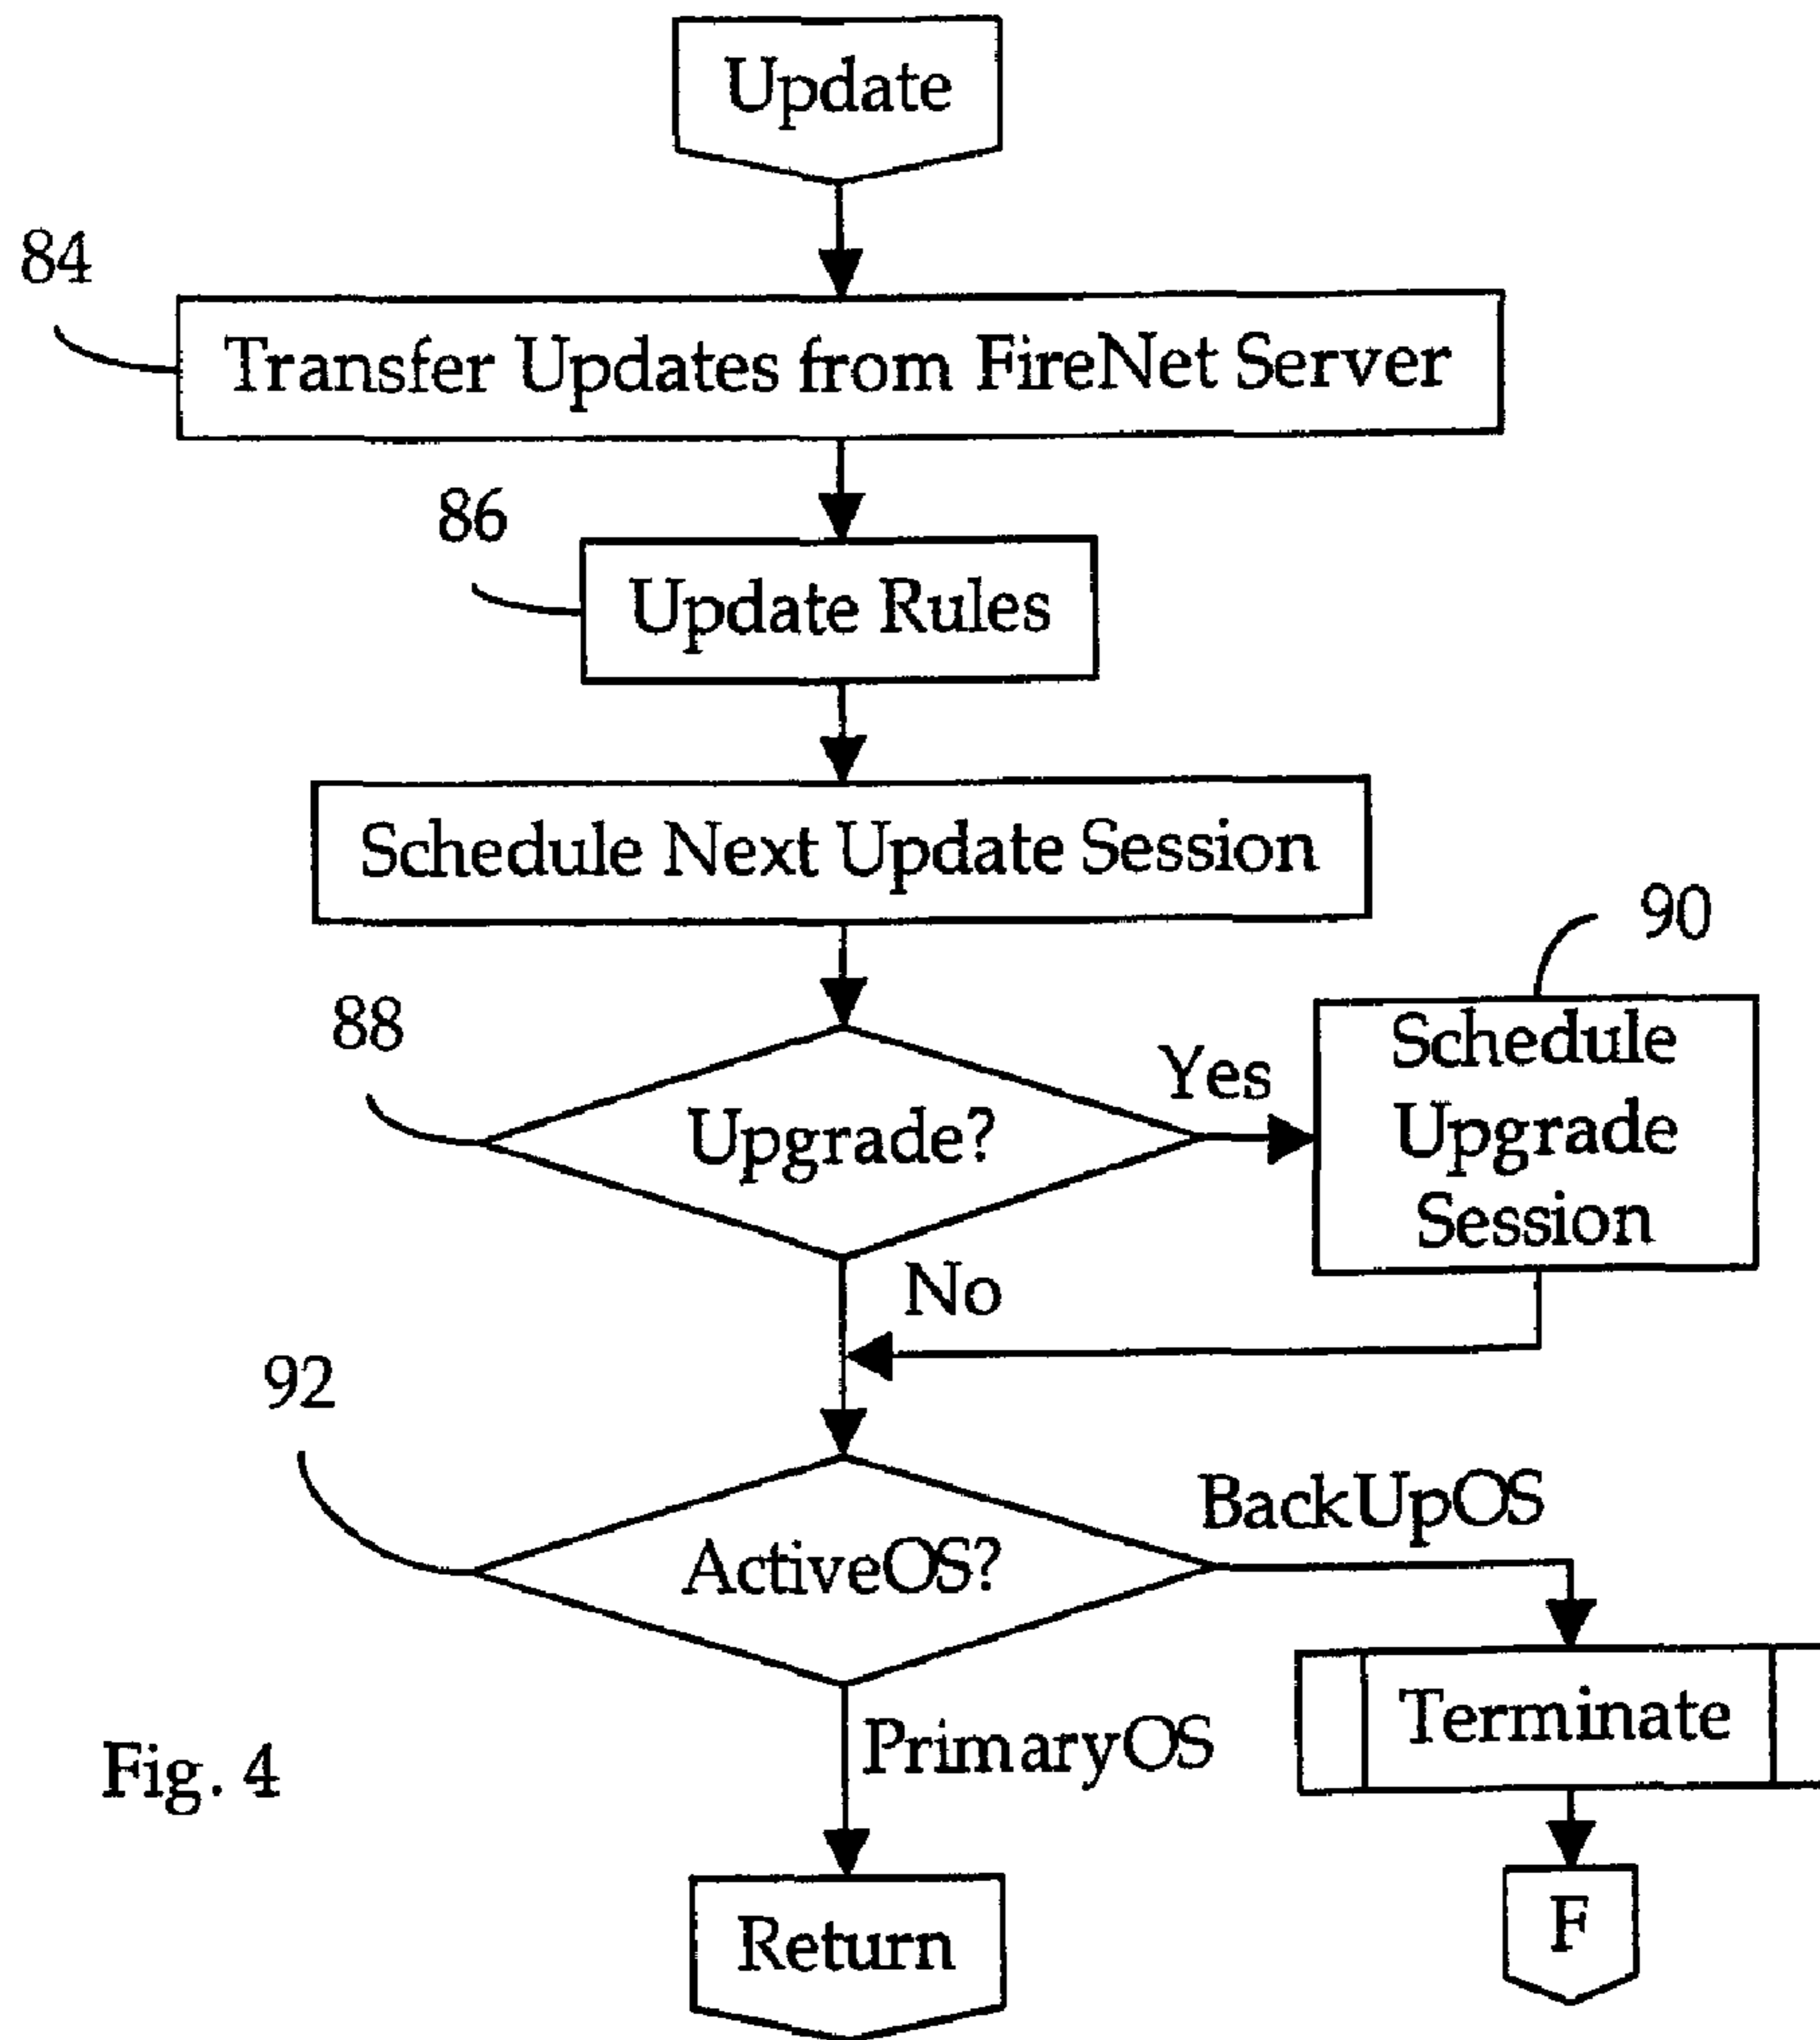 Update
84
Transfer Updates from FireNet Server
86
Update Rules
Schedule Next Update Session
90
88
Schedule
Upgrade
Session
Yes
Upgrade?
No
92
BackUpOS
ActiveOS?
Terminate
PrimaryOS
Fig. 4
F
Return